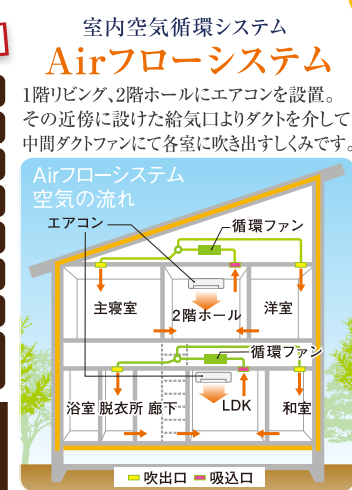 室内空気循環システム
Airフローシステム
1階リビング、2階ホールにエアコンを設置。
その近傍に設けた給気口よりダクトを介して
中間ダクトファンにて各室に吹き出すしくみです。
Airフローシステム
空気の流れ
エアコン
循環ファン
主寝室
2階ホール
洋室
循環ファン
浴室 脱衣所 廊下 LDK 和室
吹出口 吸込口